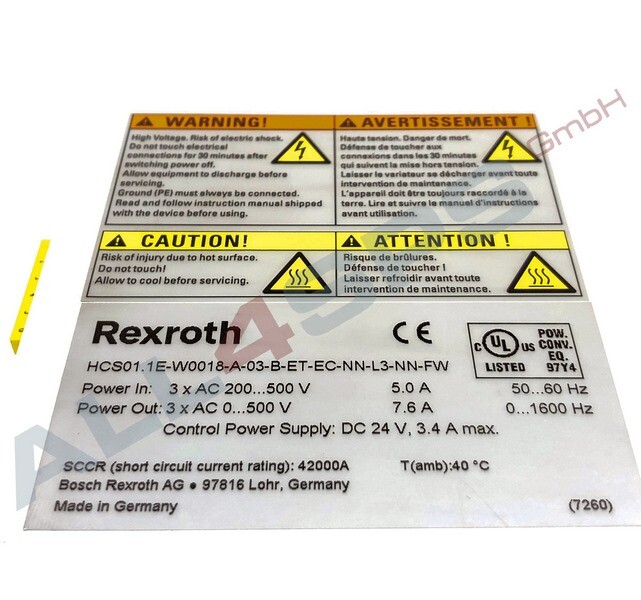 WARNING!
High Voltage. Risk of electric shock.
Do not touch electrical
connections for 30 minutes after
switching power off.
Allow equipment to discharge before
servicing.
Ground (PE) must always be connected.
Read and follow instruction manual shipped
with the device before using.
AVERTISSEMENT !
Haute tension. Danger de mort.
Défense de toucher aux
connexions dans les 30 minutes
qui suivent la mise hors tension.
Laisser le variateur se décharger avant toute
intervention de maintenance.
L'appareil doit être toujours raccordé à la
terre. Lire et suivre le manuel d'instructions
avant utilisation.
CAUTION!
Risk of injury due to hot surface.
Do not touch!
Allow to cool before servicing.
ATTENTION !
Risque de brûlures.
Défense de toucher !
Laisser refroidir avant toute
intervention de maintenance.
Rexroth
CE
C UL US
LISTED
POW.
CONV.
EQ.
97Y4
HCS01.1E-W0018-A-03-B-ET-EC-NN-L3-NN-FW
Power In: 3 x AC 200...500 V 5.0 A 50...60 Hz
Power Out: 3 x AC 0...500 V 7.6 A 0...1600 Hz
Control Power Supply: DC 24 V, 3.4 A max.
SCCR (short circuit current rating): 42000A T(amb):40 °C
Bosch Rexroth AG • 97816 Lohr, Germany
Made in Germany (7260)
ALL4SPS GmbH